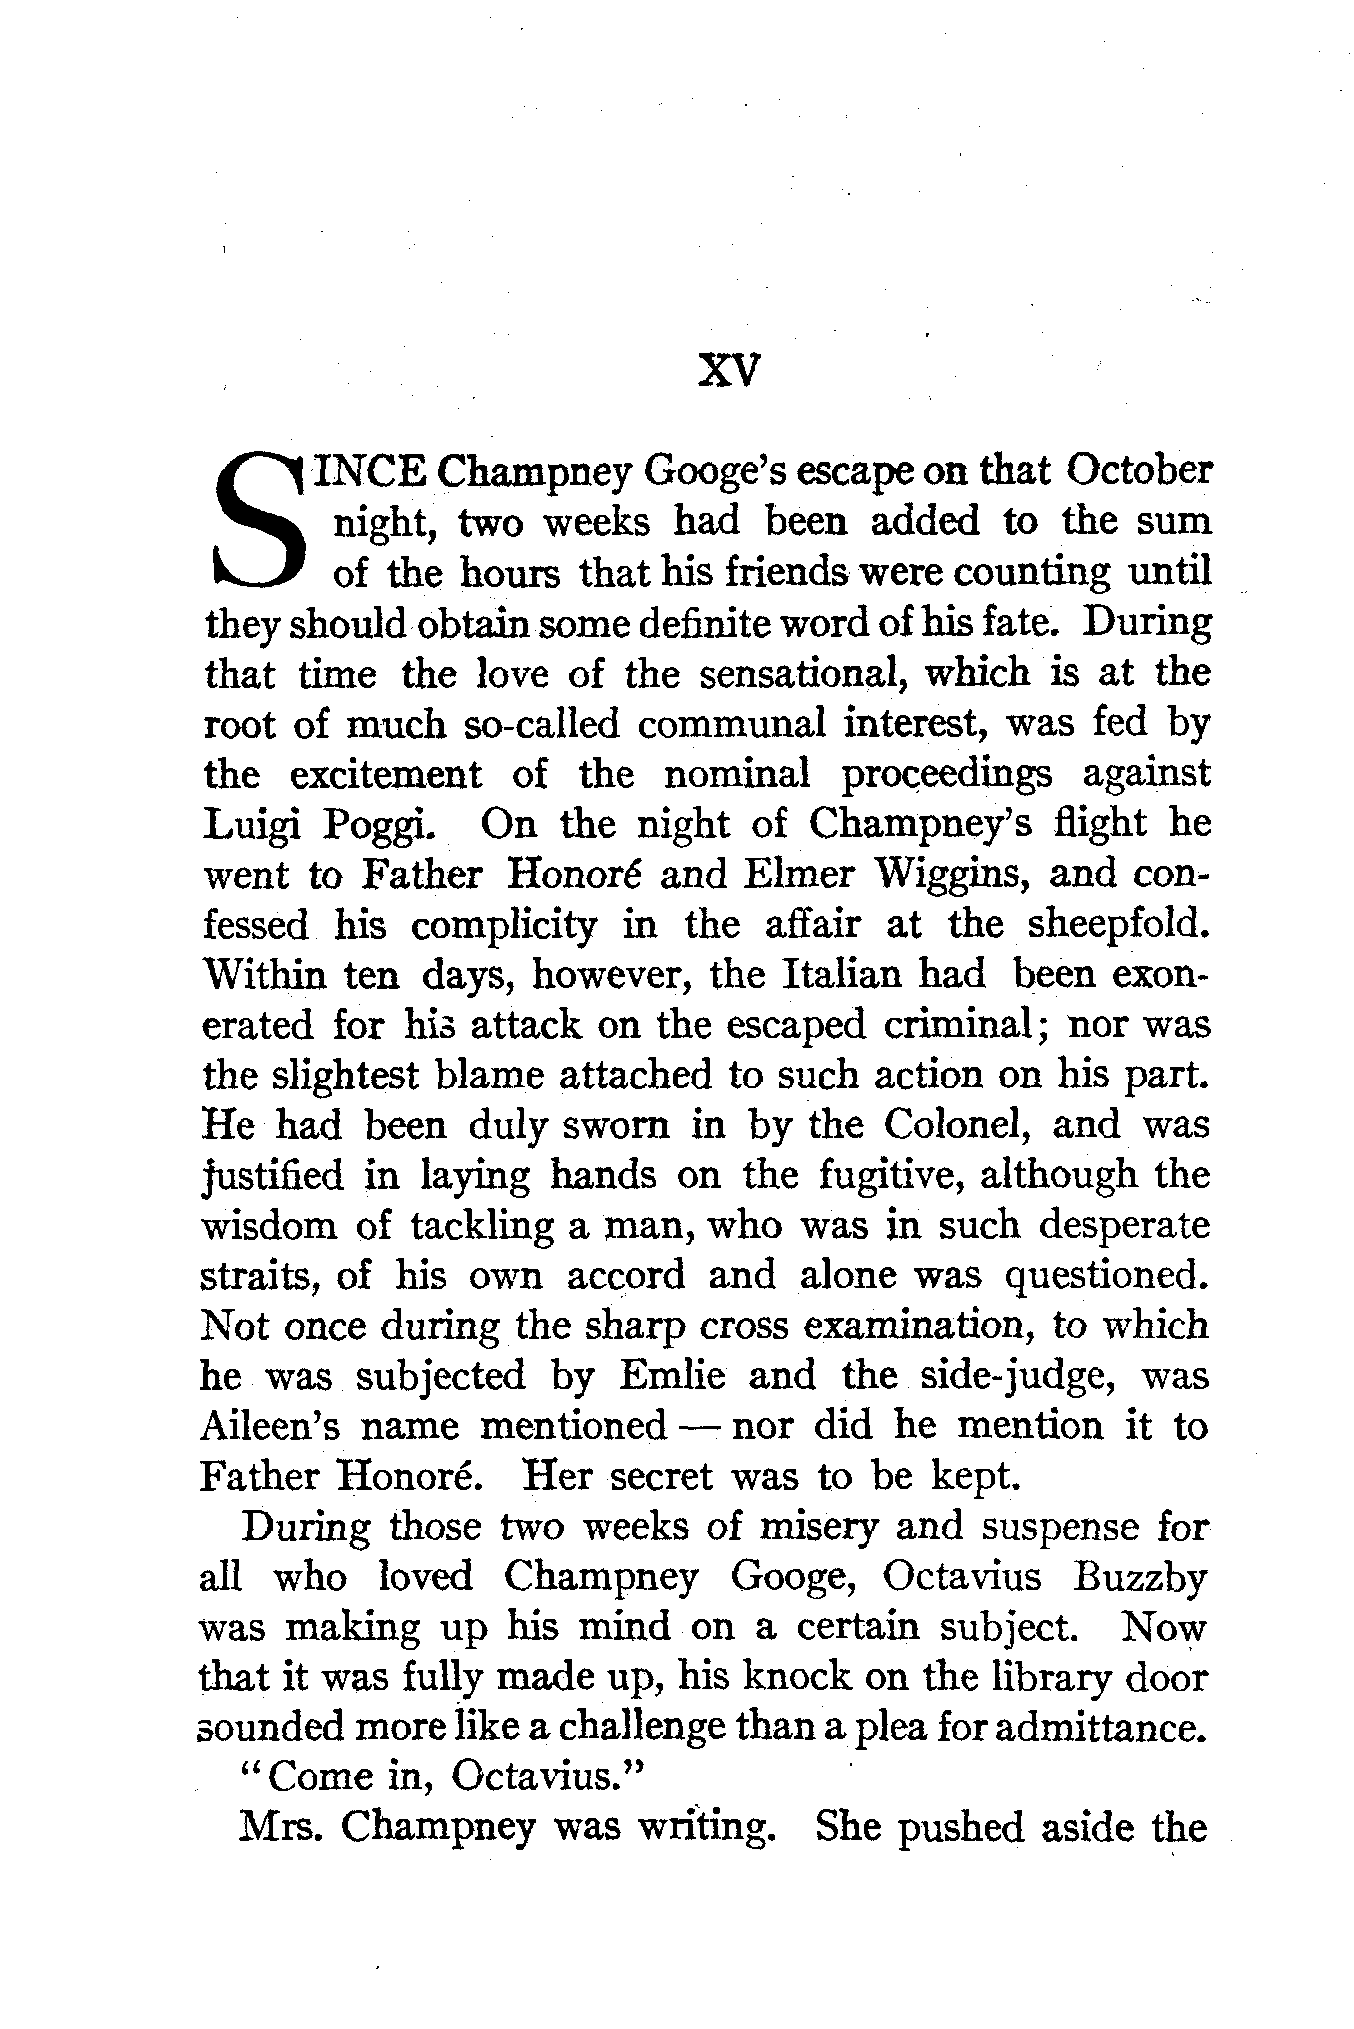 XV
SINCE Champney Googe’s escape on that October
night, two weeks had been added to the sum
of the hours that his friends were counting until
they should obtain some definite word of his fate. During
that time the love of the sensational, which is at the
root of much so-called communal interest, was fed by
the excitement of the nominal proceedings against
Luigi Poggi. On the night of Champney’s flight he
went to Father Honoré and Elmer Wiggins, and con-
fessed his complicity in the affair at the sheepfold.
Within ten days, however, the Italian had been exon-
erated for his attack on the escaped criminal; nor was
the slightest blame attached to such action on his part.
He had been duly sworn in by the Colonel, and was
justified in laying hands on the fugitive, although the
wisdom of tackling a man, who was in such desperate
straits, of his own accord and alone was questioned.
Not once during the sharp cross examination, to which
he was subjected by Emlie and the side-judge, was
Aileen’s name mentioned — nor did he mention it to
Father Honoré. Her secret was to be kept.
During those two weeks of misery and suspense for
all who loved Champney Googe, Octavius Buzzby
was making up his mind on a certain subject. Now
that it was fully made up, his knock on the library door
sounded more like a challenge than a plea for admittance.
“Come in, Octavius.”
Mrs. Champney was writing. She pushed aside the